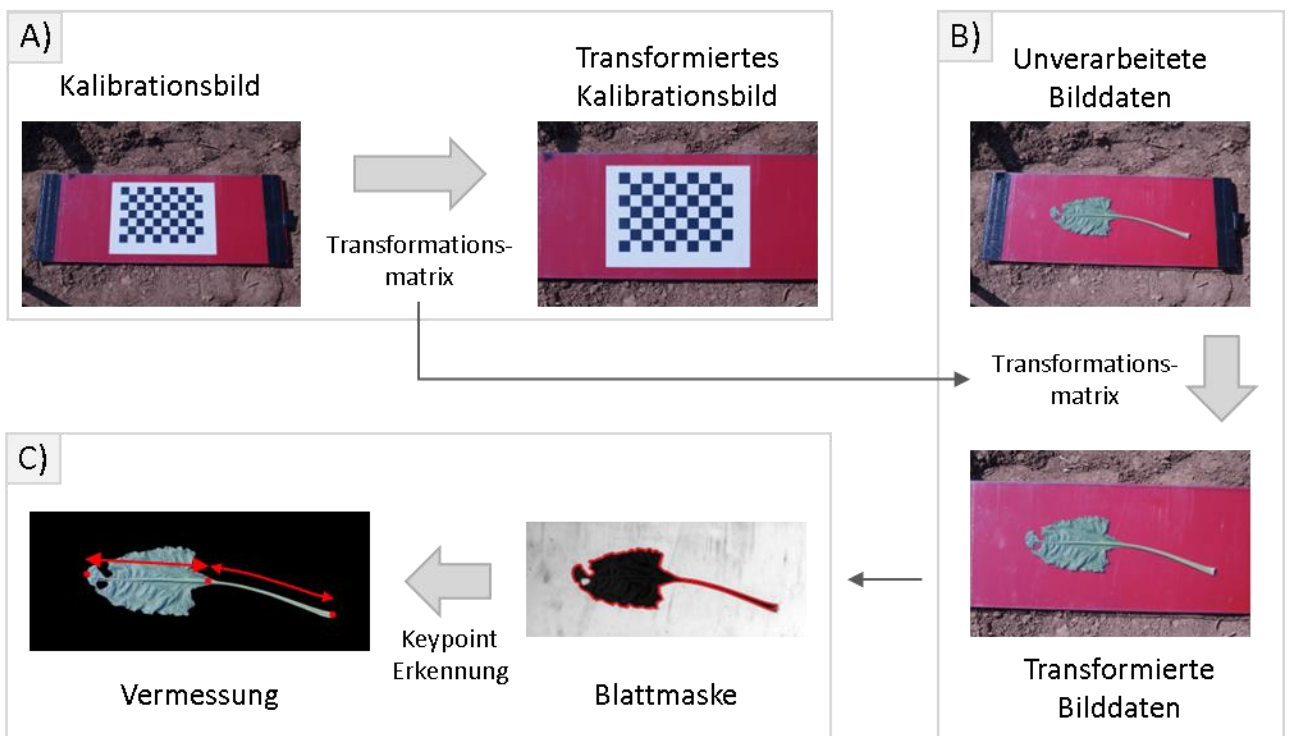 A)
Kalibrationsbild
Transformiertes
Kalibrationsbild
Transformations-
matrix
B)
Unverarbeitete
Bilddaten
Transformations-
matrix
Transformierte
Bilddaten
C)
Keypoint
Erkennung
Vermessung
Blattmaske